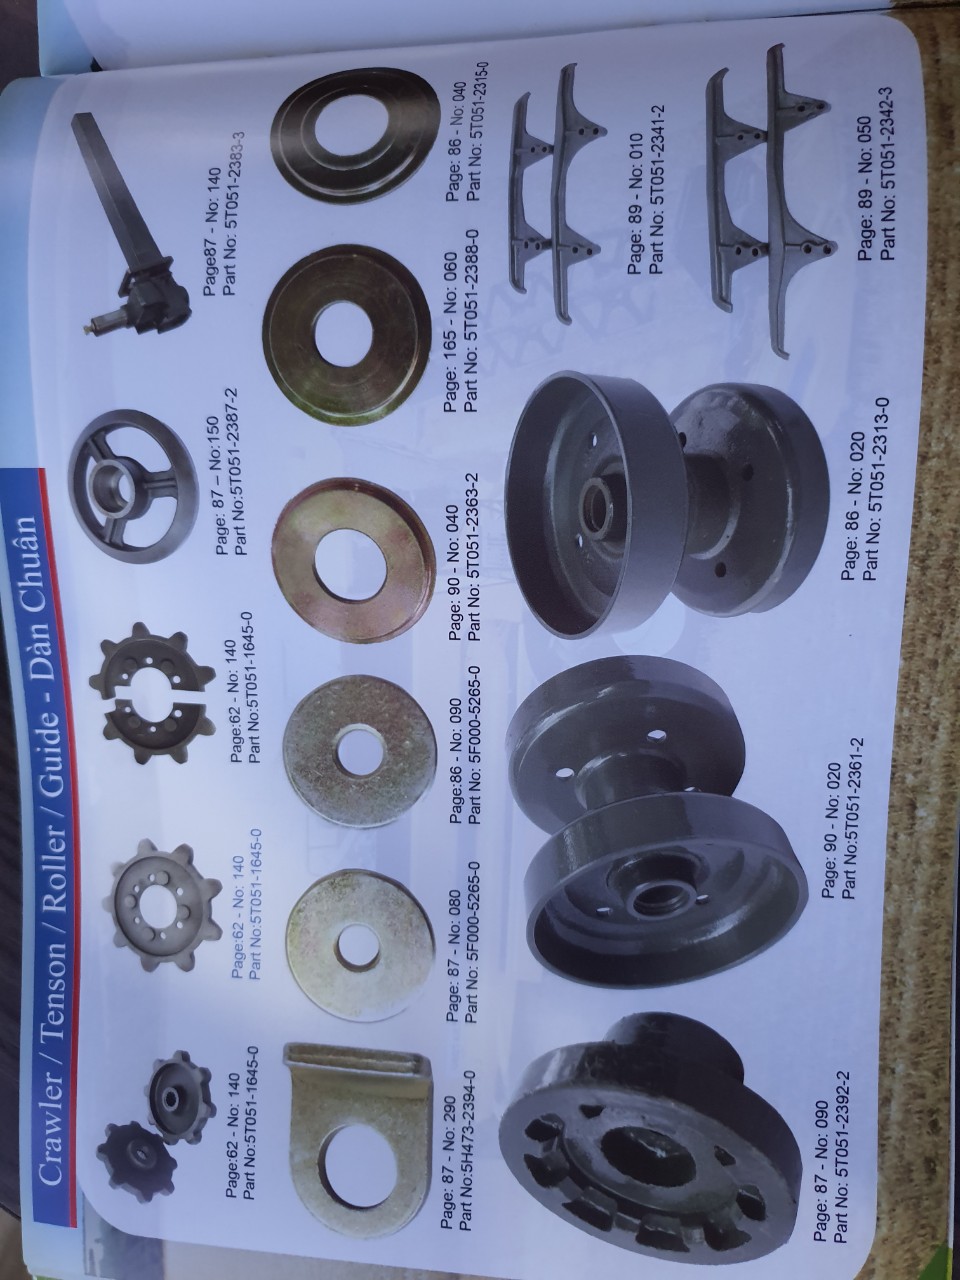 Crawler / Tenson / Roller / Guide - Dàn Chuân
Page:62 - No: 140
Part No:5T051-1645-0
Page:62 - No: 140
Part No:5T051-1645-0
Page:62 - No: 140
Part No:5T051-1645-0
Page: 87 – No:150
Part No:5T051-2387-2
Page87 - No: 140
Part No: 5T051-2383-3
Page: 87 - No: 290
Part No:5H473-2394-0
Page: 87 - No: 080
Part No: 5F000-5265-0
Page:86 - No: 090
Part No: 5F000-5265-0
Page: 90 - No: 040
Part No: 5T051-2363-2
Page: 165 - No: 060
Part No: 5T051-2388-0
Page: 86 - No: 040
Part No: 5T051-2315-0
Page: 87 - No: 090
Part No: 5T051-2392-2
Page: 90 - No: 020
Part No:5T051-2361-2
Page: 86 - No: 020
Part No: 5T051-2313-0
Page: 89 - No: 010
Part No: 5T051-2341-2
Page: 89 - No: 050
Part No: 5T051-2342-3